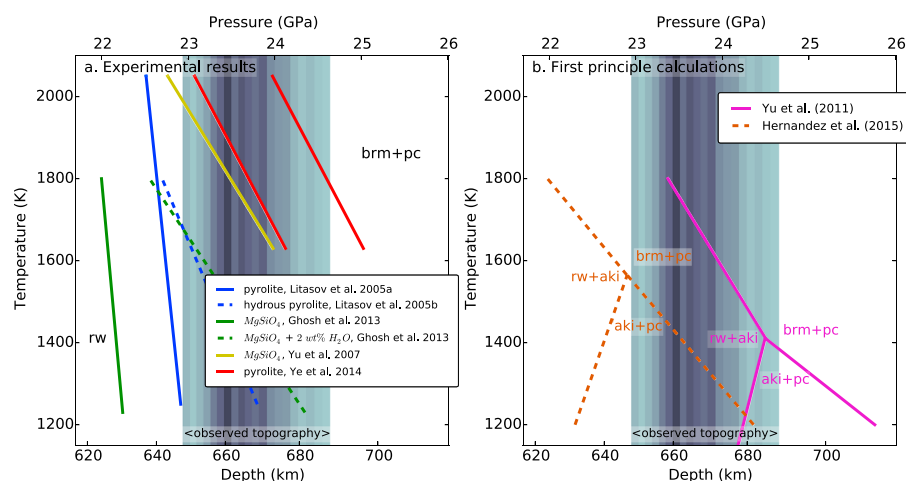 Pressure (GPa)
22 23 24 25 26
a. Experimental results
Temperature (K)
2000
1800
1600
1400
1200
brm+pc
rw
pyrolite, Litasov et al. 2005a
hydrous pyrolite, Litasov et al. 2005b
MgSiO₄, Ghosh et al. 2013
MgSiO₄ + 2 wt% H₂O, Ghosh et al. 2013
MgSiO₄, Yu et al. 2007
pyrolite, Ye et al. 2014
<observed topography>
620 640 660 680 700
Depth (km)
Pressure (GPa)
22 23 24 25 26
b. First principle calculations
Yu et al. (2011)
Hernandez et al. (2015)
Temperature (K)
2000
1800
1600
1400
1200
brm+pc
rw+aki
aki+pc
rw+aki
brm+pc
aki+pc
<observed topography>
620 640 660 680 700
Depth (km)